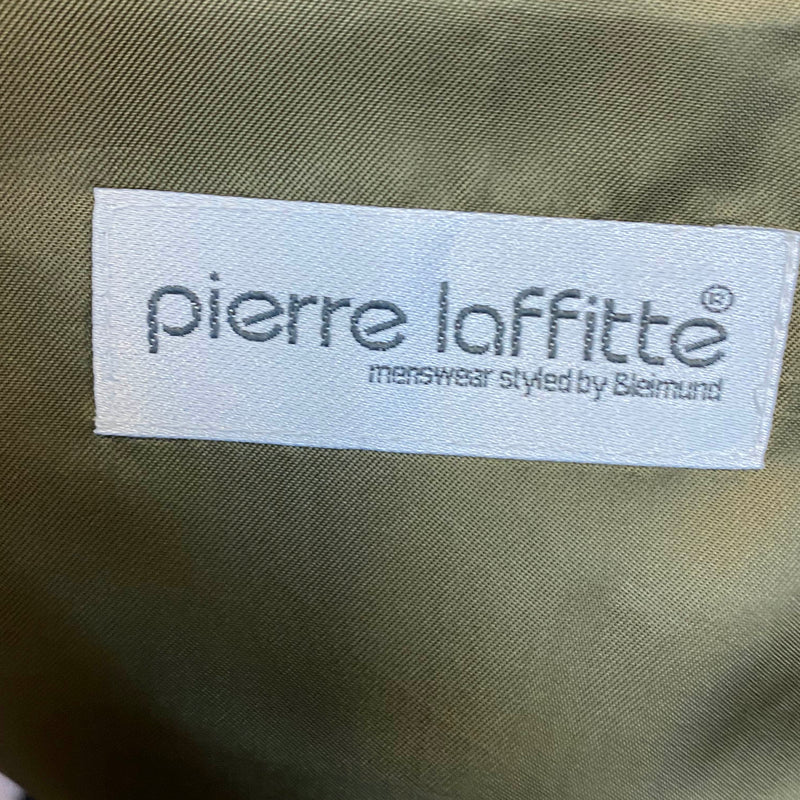 pierre laffitte®
menswear styled by Bleimund